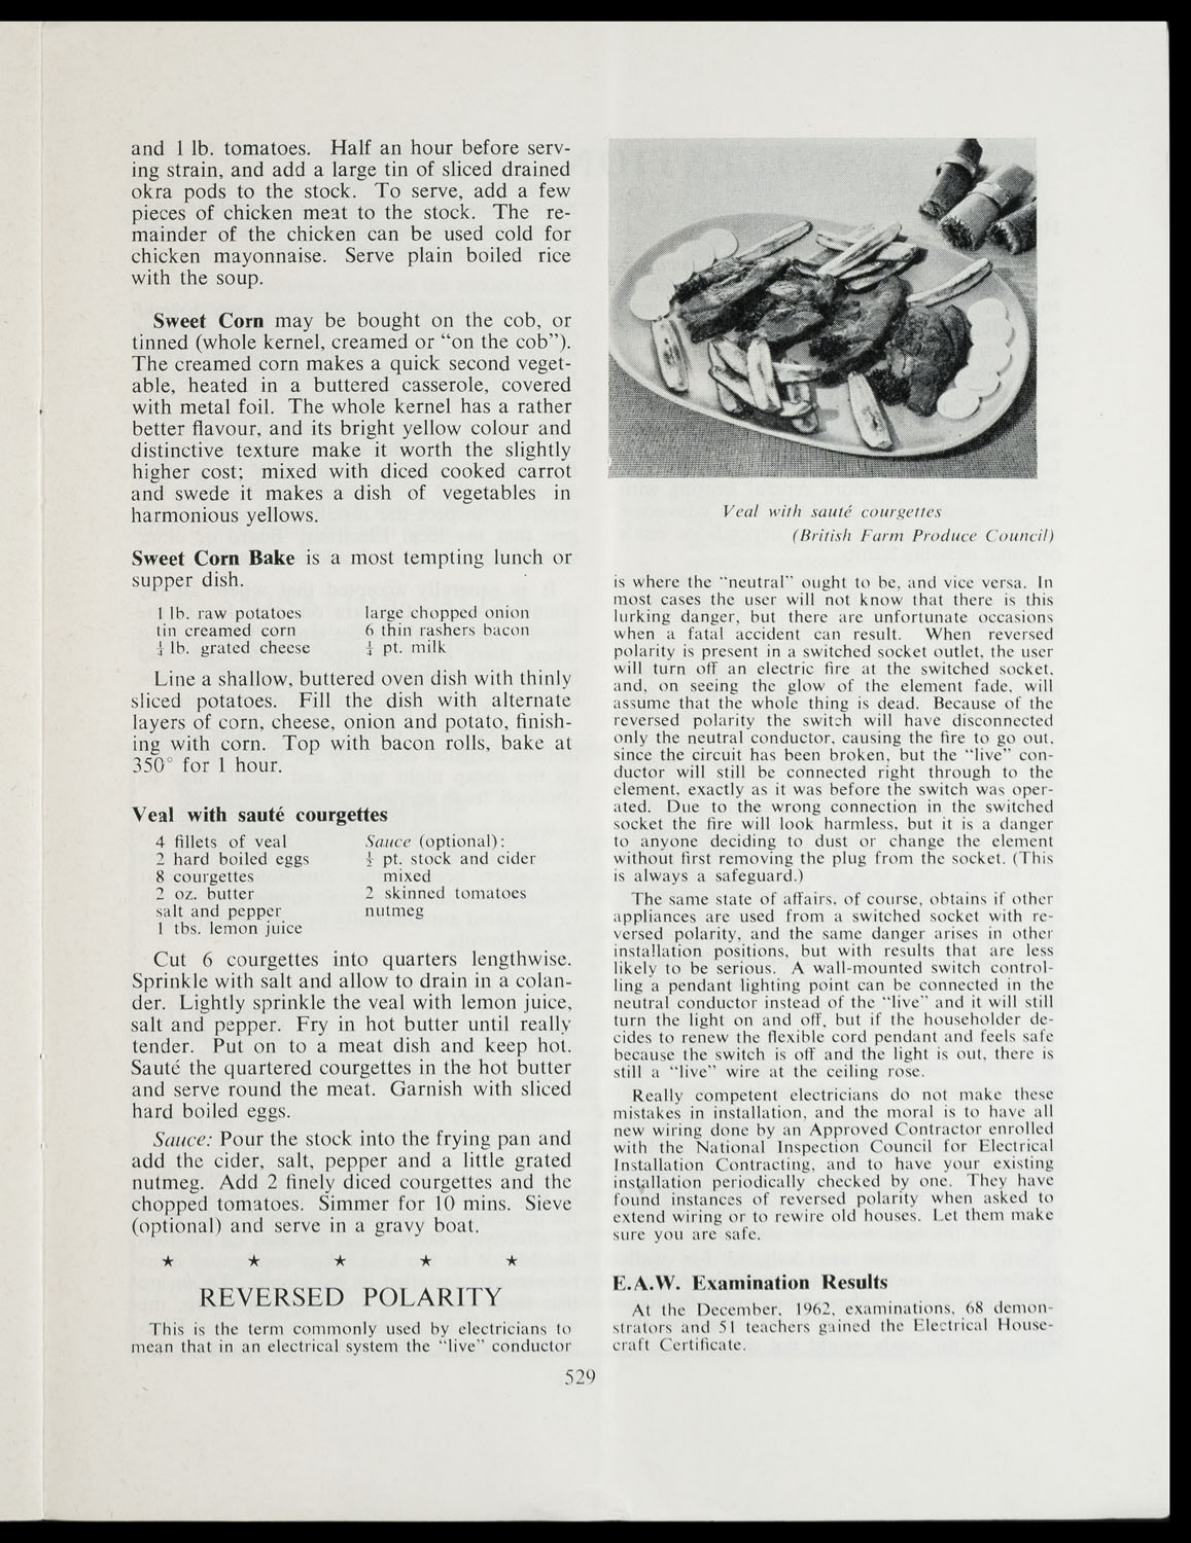 and 1 lb. tomatoes. Half an hour before serv-
ing strain, and add a large tin of sliced drained
okra pods to the stock. To serve, add a few
pieces of chicken meat to the stock. The re-
mainder of the chicken can be used cold for
chicken mayonnaise. Serve plain boiled rice
with the soup.
Sweet Corn may be bought on the cob, or
tinned (whole kernel, creamed or "on the cob").
The creamed corn makes a quick second veget-
able, heated in a buttered casserole, covered
with metal foil. The whole kernel has a rather
better flavour, and its bright yellow colour and
distinctive texture make it worth the slightly
higher cost; mixed with diced cooked carrot
and swede it makes a dish of vegetables in
harmonious yellows.
Sweet Corn Bake is a most tempting lunch or
supper dish.
1 lb. raw potatoes
tin creamed corn
¼ lb. grated cheese
large chopped onion
6 thin rashers bacon
¼ pt. milk
Line a shallow, buttered oven dish with thinly
sliced potatoes. Fill the dish with alternate
layers of corn, cheese, onion and potato, finish-
ing with corn. Top with bacon rolls, bake at
350° for 1 hour.
Veal with sauté courgettes
4 fillets of veal
2 hard boiled eggs
8 courgettes
2 oz. butter
salt and pepper
1 tbs. lemon juice
Sauce (optional):
½ pt. stock and cider
mixed
2 skinned tomatoes
nutmeg
Cut 6 courgettes into quarters lengthwise.
Sprinkle with salt and allow to drain in a colan-
der. Lightly sprinkle the veal with lemon juice,
salt and pepper. Fry in hot butter until really
tender. Put on to a meat dish and keep hot.
Sauté the quartered courgettes in the hot butter
and serve round the meat. Garnish with sliced
hard boiled eggs.
Sauce: Pour the stock into the frying pan and
add the cider, salt, pepper and a little grated
nutmeg. Add 2 finely diced courgettes and the
chopped tomatoes. Simmer for 10 mins. Sieve
(optional) and serve in a gravy boat.
★ ★ ★ ★ ★
REVERSED POLARITY
This is the term commonly used by electricians to
mean that in an electrical system the "live" conductor
Veal with sauté courgettes
(British Farm Produce Council)
is where the "neutral" ought to be, and vice versa. In
most cases the user will not know that there is this
lurking danger, but there are unfortunate occasions
when a fatal accident can result. When reversed
polarity is present in a switched socket outlet, the user
will turn off an electric fire at the switched socket,
and, on seeing the glow of the element fade, will
assume that the whole thing is dead. Because of the
reversed polarity the switch will have disconnected
only the neutral conductor, causing the fire to go out,
since the circuit has been broken, but the "live" con-
ductor will still be connected right through to the
element, exactly as it was before the switch was oper-
ated. Due to the wrong connection in the switched
socket the fire will look harmless, but it is a danger
to anyone deciding to dust or change the element
without first removing the plug from the socket. (This
is always a safeguard.)
The same state of affairs, of course, obtains if other
appliances are used from a switched socket with re-
versed polarity, and the same danger arises in other
installation positions, but with results that are less
likely to be serious. A wall-mounted switch control-
ling a pendant lighting point can be connected in the
neutral conductor instead of the "live" and it will still
turn the light on and off, but if the householder de-
cides to renew the flexible cord pendant and feels safe
because the switch is off and the light is out, there is
still a "live" wire at the ceiling rose.
Really competent electricians do not make these
mistakes in installation, and the moral is to have all
new wiring done by an Approved Contractor enrolled
with the National Inspection Council for Electrical
Installation Contracting, and to have your existing
installation periodically checked by one. They have
found instances of reversed polarity when asked to
extend wiring or to rewire old houses. Let them make
sure you are safe.
E.A.W. Examination Results
At the December, 1962, examinations, 68 demon-
strators and 51 teachers gained the Electrical House-
craft Certificate.
529